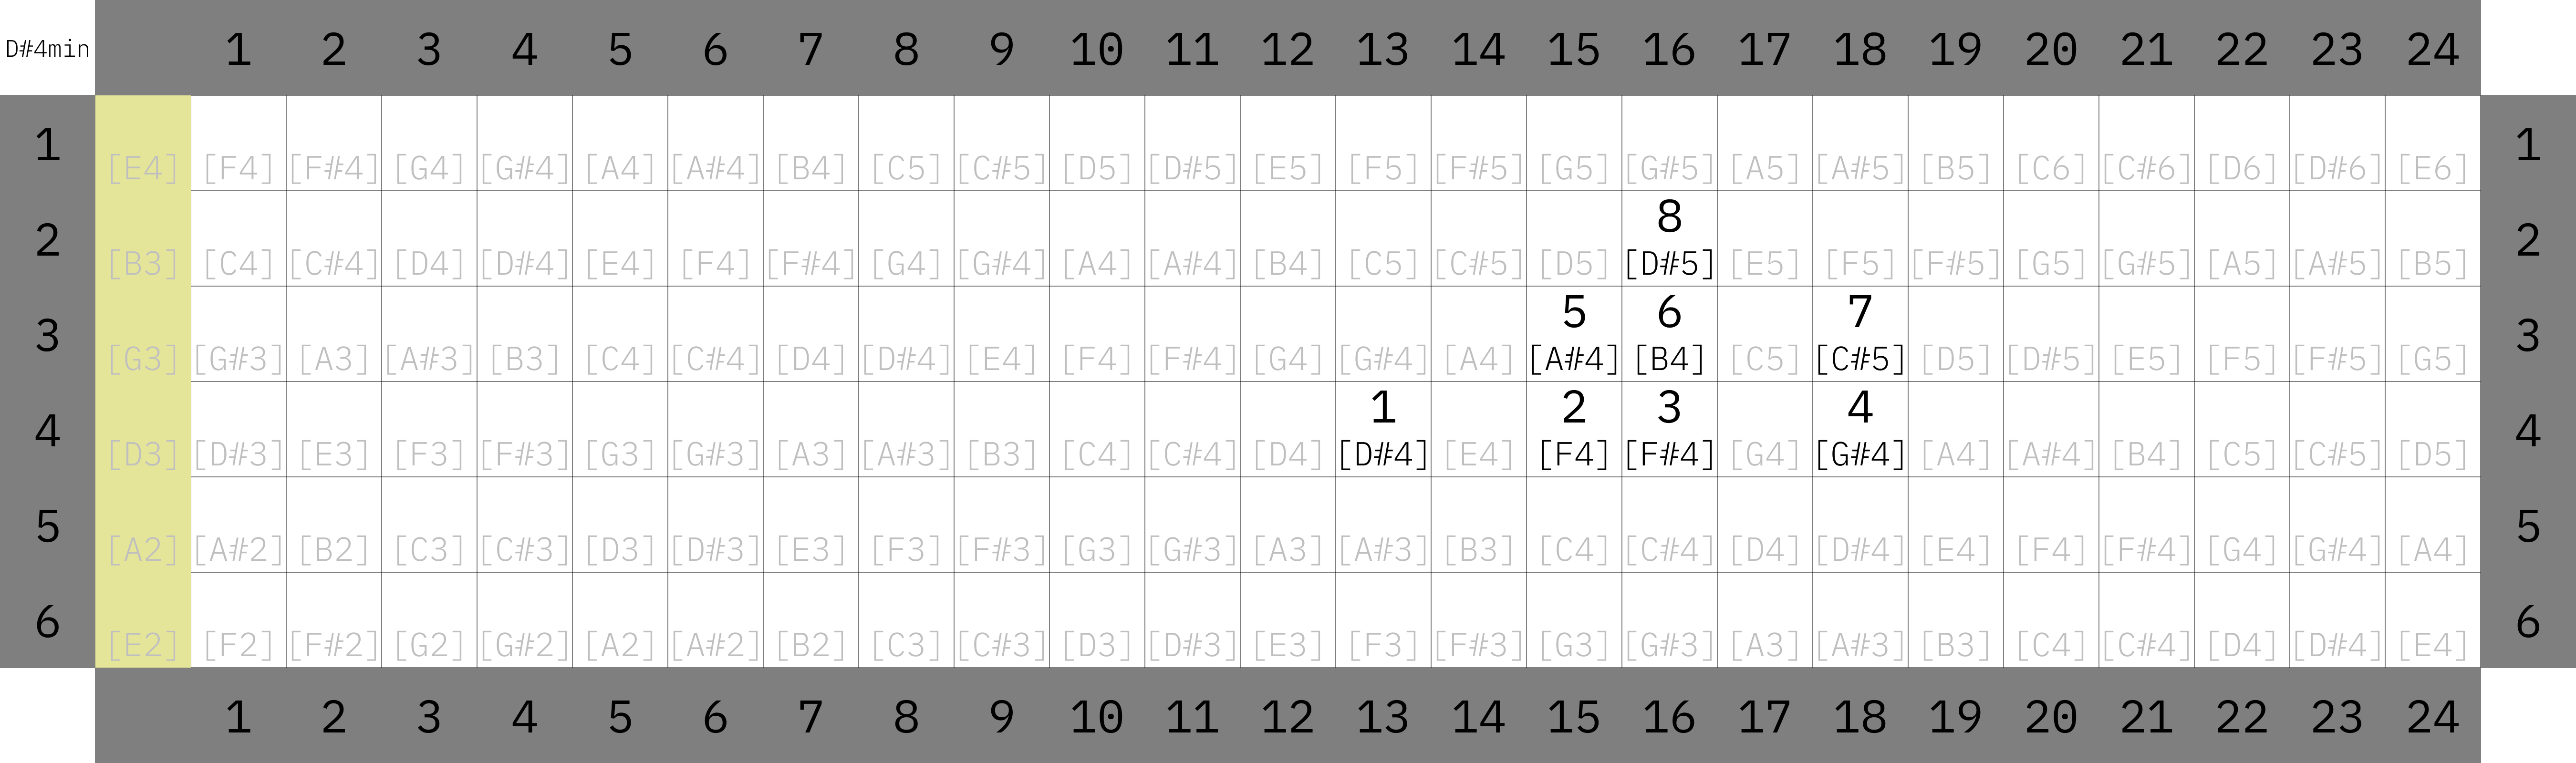 D#4min 1 2 3 4 5 6 7 8 9 10 11 12 13 14 15 16 17 18 19 20 21 22 23 24
1 [E4] [F4] [F#4] [G4] [G#4] [A4] [A#4] [B4] [C5] [C#5] [D5] [D#5] [E5] [F5] [F#5] [G5] [G#5] [A5] [A#5] [B5] [C6] [C#6] [D6] [D#6] [E6] 1
8
2 [B3] [C4] [C#4] [D4] [D#4] [E4] [F4] [F#4] [G4] [G#4] [A4] [A#4] [B4] [C5] [C#5] [D5] [D#5] [E5] [F5] [F#5] [G5] [G#5] [A5] [A#5] [B5] 2
5 6 7
3 [G3] [G#3] [A3] [A#3] [B3] [C4] [C#4] [D4] [D#4] [E4] [F4] [F#4] [G4] [G#4] [A4] [A#4] [B4] [C5] [C#5] [D5] [D#5] [E5] [F5] [F#5] [G5] 3
1 2 3 4
4 [D3] [D#3] [E3] [F3] [F#3] [G3] [G#3] [A3] [A#3] [B3] [C4] [C#4] [D4] [D#4] [E4] [F4] [F#4] [G4] [G#4] [A4] [A#4] [B4] [C5] [C#5] [D5] 4
5 [A2] [A#2] [B2] [C3] [C#3] [D3] [D#3] [E3] [F3] [F#3] [G3] [G#3] [A3] [A#3] [B3] [C4] [C#4] [D4] [D#4] [E4] [F4] [F#4] [G4] [G#4] [A4] 5
6 [E2] [F2] [F#2] [G2] [G#2] [A2] [A#2] [B2] [C3] [C#3] [D3] [D#3] [E3] [F3] [F#3] [G3] [G#3] [A3] [A#3] [B3] [C4] [C#4] [D4] [D#4] [E4] 6
1 2 3 4 5 6 7 8 9 10 11 12 13 14 15 16 17 18 19 20 21 22 23 24